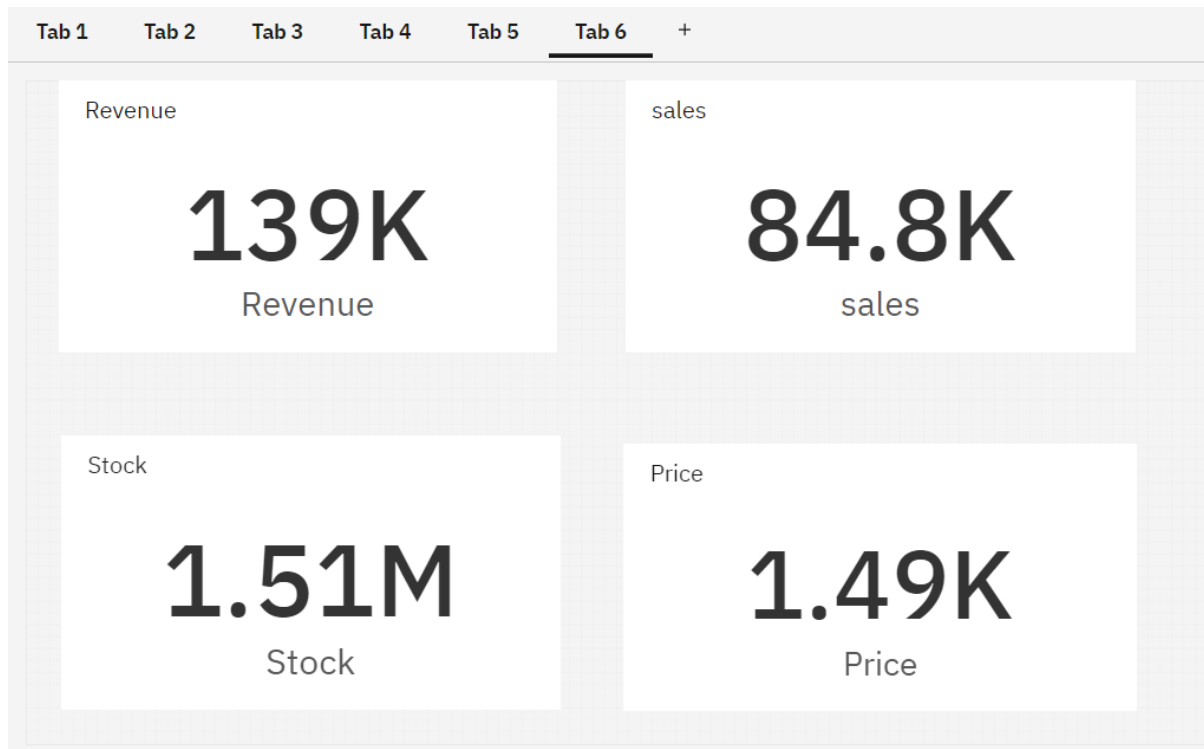 Tab 1 Tab 2 Tab 3 Tab 4 Tab 5 Tab 6 +
Revenue
139K
Revenue
sales
84.8K
sales
Stock
1.51M
Stock
Price
1.49K
Price